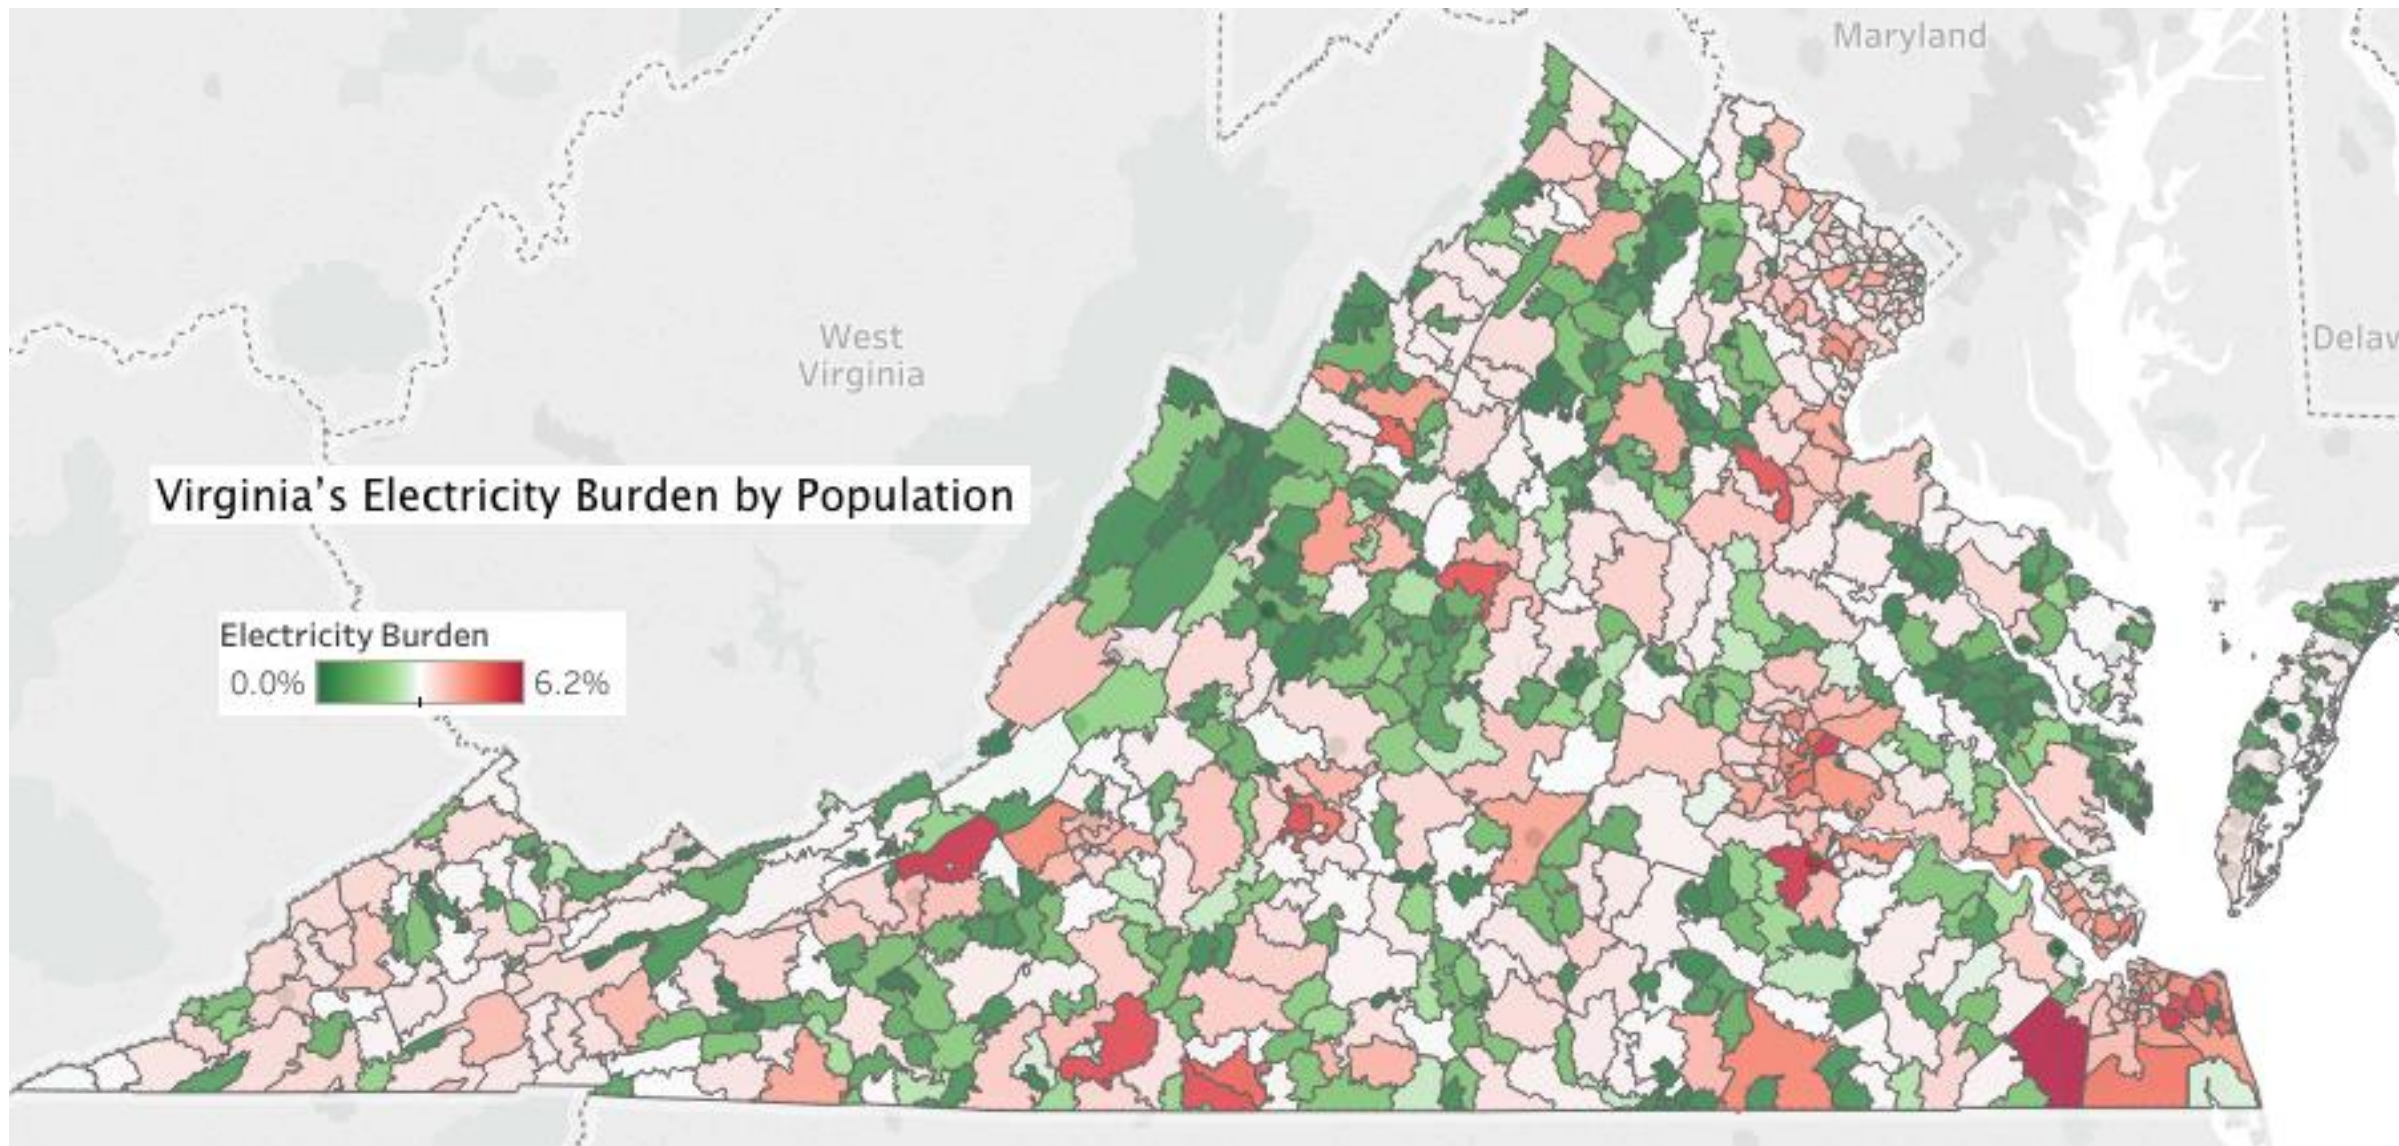 Maryland
West
Virginia
Delaw
Virginia's Electricity Burden by Population
Electricity Burden
0.0% 6.2%